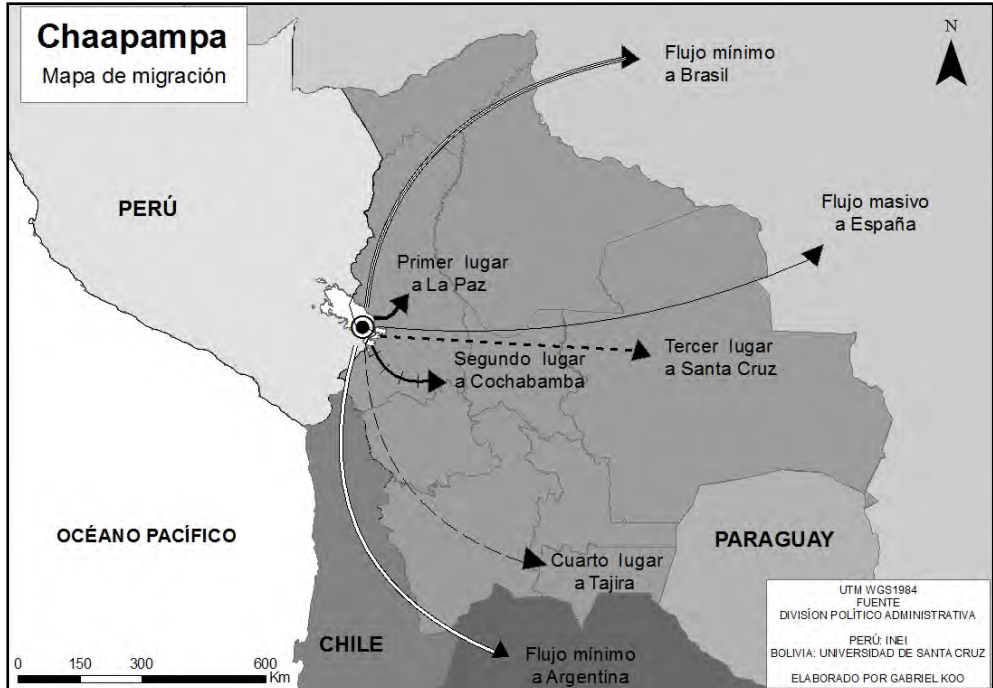 Chaapampa
Mapa de migración
N
Flujo mínimo
a Brasil
PERÚ
Flujo masivo
a España
Primer lugar
a La Paz
Segundo lugar
a Cochabamba
Tercer lugar
a Santa Cruz
OCÉANO PACÍFICO
PARAGUAY
Cuarto lugar
a Tajira
CHILE
Flujo mínimo
a Argentina
0 150 300 600
Km
UTM WGS1984
FUENTE
DIVISÍON POLÍTICO ADMINISTRATIVA
PERÚ: INEI
BOLIVIA: UNIVERSIDAD DE SANTA CRUZ
ELABORADO POR GABRIEL KOO